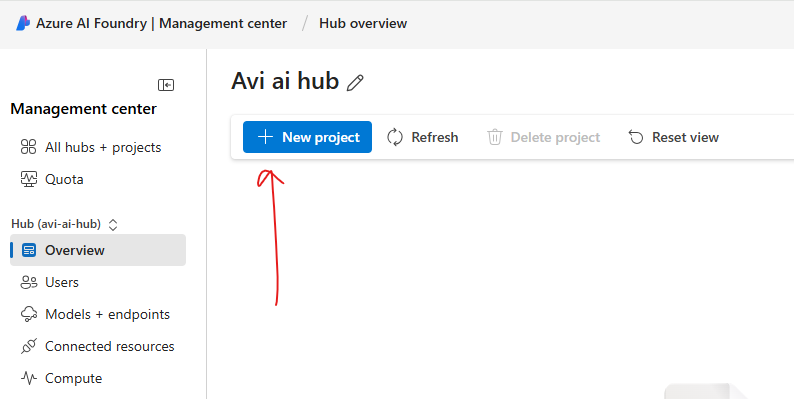 Azure AI Foundry | Management center / Hub overview
Management center
All hubs + projects
Quota
Hub (avi-ai-hub)
Overview
Users
Models + endpoints
Connected resources
Compute
Avi ai hub
New project Refresh Delete project Reset view